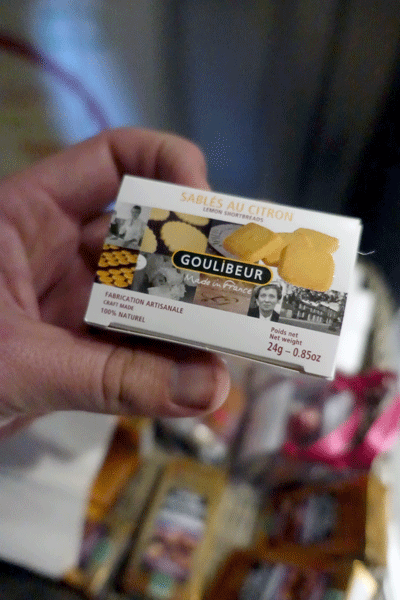 SABLÉS AU CITRON
LEMON SHORTBREADS
GOULIBEUR
Made in France
FABRICATION ARTISANALE
CRAFT MADE
100% NATUREL
Poids net
Net weight
24g – 0.85oz